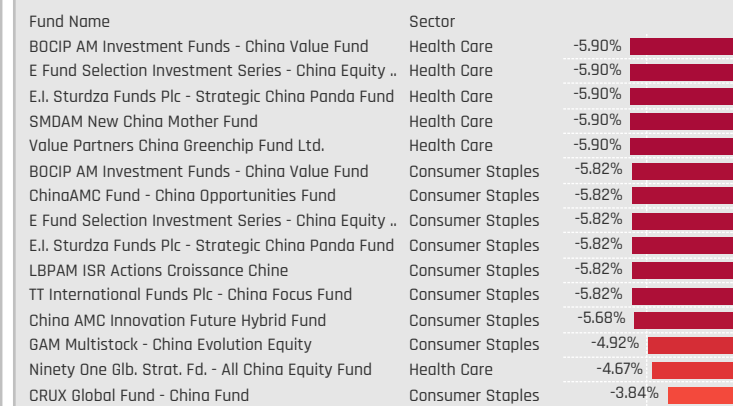 Fund Name Sector
BOCIP AM Investment Funds - China Value Fund Health Care -5.90%
E Fund Selection Investment Series - China Equity .. Health Care -5.90%
E.I. Sturdza Funds Plc - Strategic China Panda Fund Health Care -5.90%
SMDAM New China Mother Fund Health Care -5.90%
Value Partners China Greenchip Fund Ltd. Health Care -5.90%
BOCIP AM Investment Funds - China Value Fund Consumer Staples -5.82%
ChinaAMC Fund - China Opportunities Fund Consumer Staples -5.82%
E Fund Selection Investment Series - China Equity .. Consumer Staples -5.82%
E.I. Sturdza Funds Plc - Strategic China Panda Fund Consumer Staples -5.82%
LBPAM ISR Actions Croissance Chine Consumer Staples -5.82%
TT International Funds Plc - China Focus Fund Consumer Staples -5.82%
China AMC Innovation Future Hybrid Fund Consumer Staples -5.68%
GAM Multistock - China Evolution Equity Consumer Staples -4.92%
Ninety One Glb. Strat. Fd. - All China Equity Fund Health Care -4.67%
CRUX Global Fund - China Fund Consumer Staples -3.84%